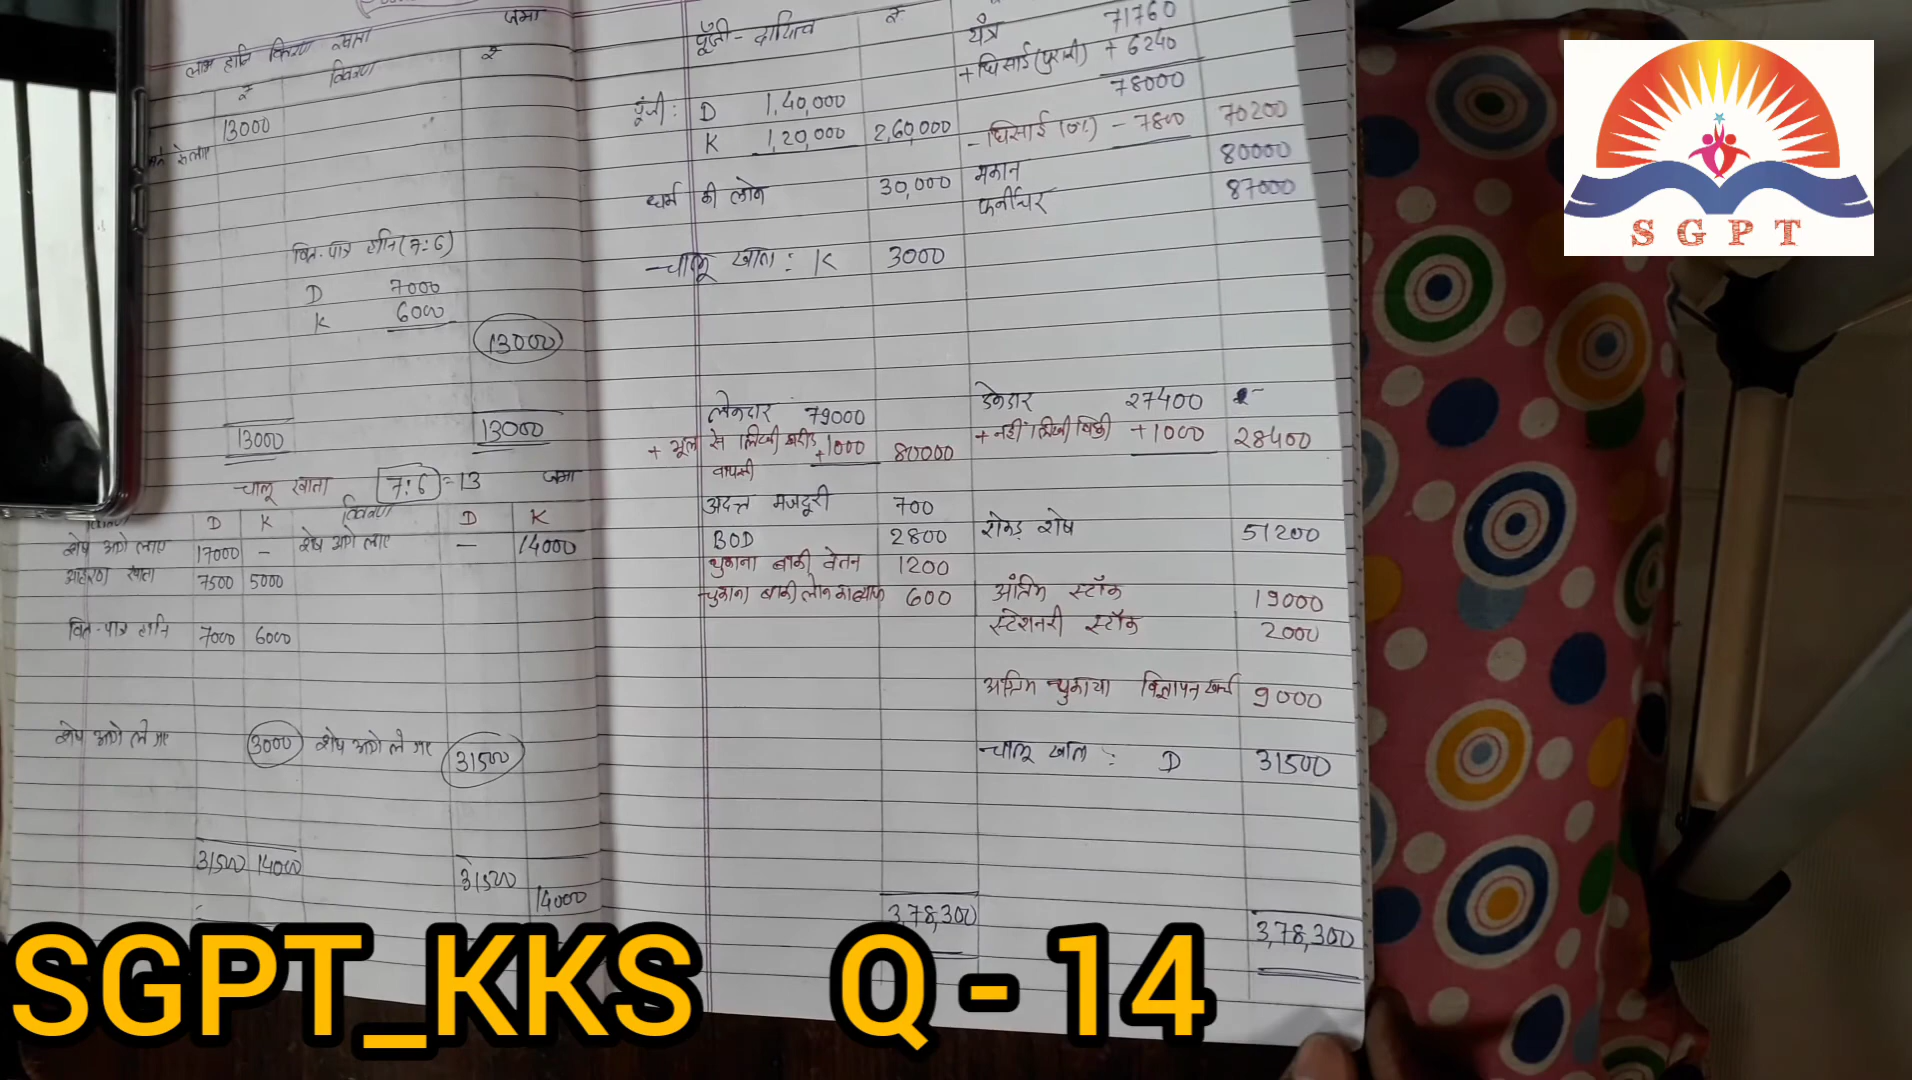 जमा
लाभ हानि वितरण खाता
₹ विवरण ₹
13000
वित.पात्र हानि (7:6)
D 7000
K 6000
13000
13000 13000
चालू खाता 7:6 = 13 जमा
D K विवरण D K
शेष आगे लाए 17000 - शेष आगे लाए - 14000
आहरण खाता 7500 5000
वित.पात्र हानि 7000 6000
शेष आगे ले गए 3000 शेष आगे ले गए 31500
31500 14000 31500
14000
पूँजी-दायित्व ₹
पूंजी: D 1,40,000
K 1,20,000 2,60,000
धर्म की लोन 30,000
चालू खाता: K 3000
लेनदार 79000
+ भूल से लिखी खरीद +1000 80000
वापसी
अदत्त मजदूरी 700
BOD 2800
चुकाना बाकी वेतन 1200
चुकाना बाकी लोन का ब्याज 600
3,78,300
यंत्र 71760
+ घिसाई (पुरानी) + 6240
78000
- घिसाई (10%) - 7800 70200
मकान 80000
फर्नीचर 87000
देनदार 27400
+ नहीं लिखी बिक्री +1000 28400
रोकड़ शेष 51200
अंतिम स्टॉक 19000
स्टेशनरी स्टॉक 2000
अग्रिम चुकाया विज्ञापन खर्च 9000
चालू खाता: D 31500
3,78,300
SGPT
SGPT_KKS Q - 14